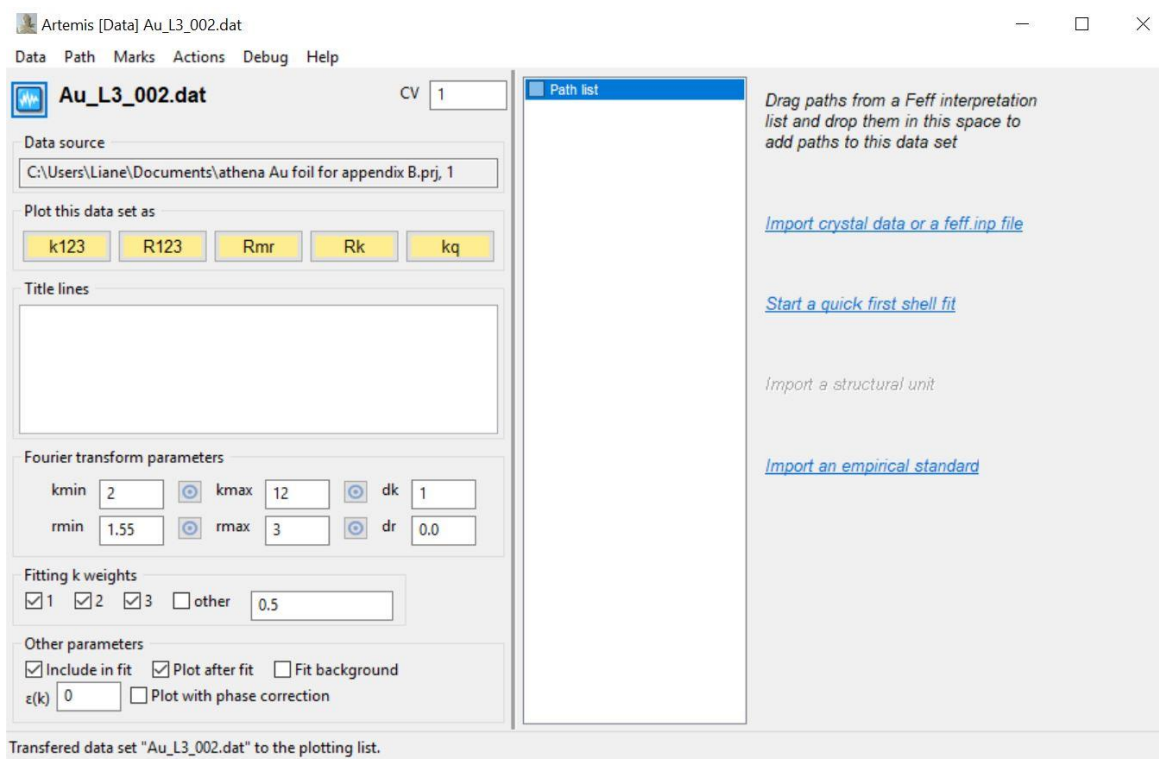 Artemis [Data] Au_L3_002.dat
Data Path Marks Actions Debug Help
Au_L3_002.dat
CV 1
Data source
C:\Users\Liane\Documents\athena Au foil for appendix B.prj, 1
Plot this data set as
k123 R123 Rmr Rk kq
Title lines
Fourier transform parameters
kmin 2 kmax 12 dk 1
rmin 1.55 rmax 3 dr 0.0
Fitting k weights
1 2 3 other 0.5
Other parameters
Include in fit Plot after fit Fit background
ε(k) 0 Plot with phase correction
Path list
Drag paths from a Feff interpretation
list and drop them in this space to
add paths to this data set
Import crystal data or a feff.inp file
Start a quick first shell fit
Import a structural unit
Import an empirical standard
Transfered data set "Au_L3_002.dat" to the plotting list.